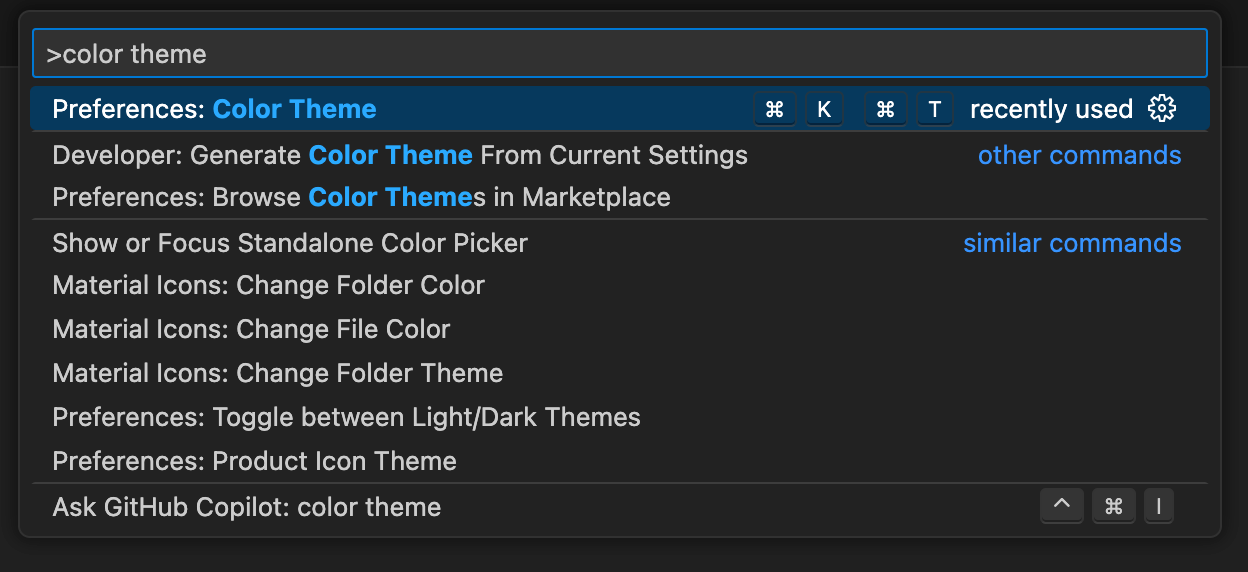 >color theme
Preferences: Color Theme ⌘ K ⌘ T recently used
Developer: Generate Color Theme From Current Settings other commands
Preferences: Browse Color Themes in Marketplace
Show or Focus Standalone Color Picker similar commands
Material Icons: Change Folder Color
Material Icons: Change File Color
Material Icons: Change Folder Theme
Preferences: Toggle between Light/Dark Themes
Preferences: Product Icon Theme
Ask GitHub Copilot: color theme ^ ⌘ I